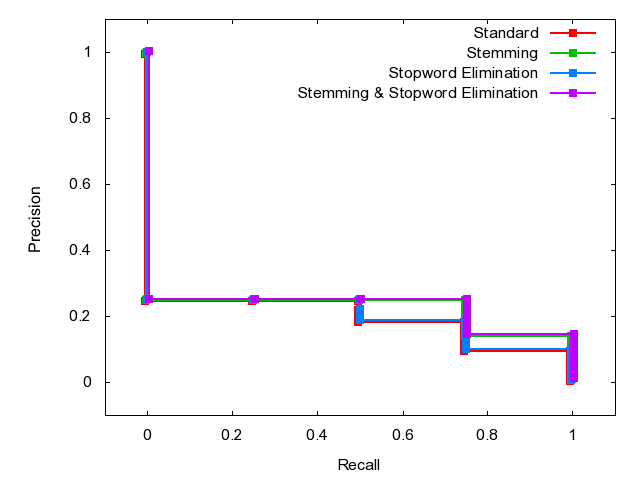 Standard
Stemming
Stopword Elimination
Stemming & Stopword Elimination
1
0.8
0.6
0.4
0.2
0
Precision
0 0.2 0.4 0.6 0.8 1
Recall